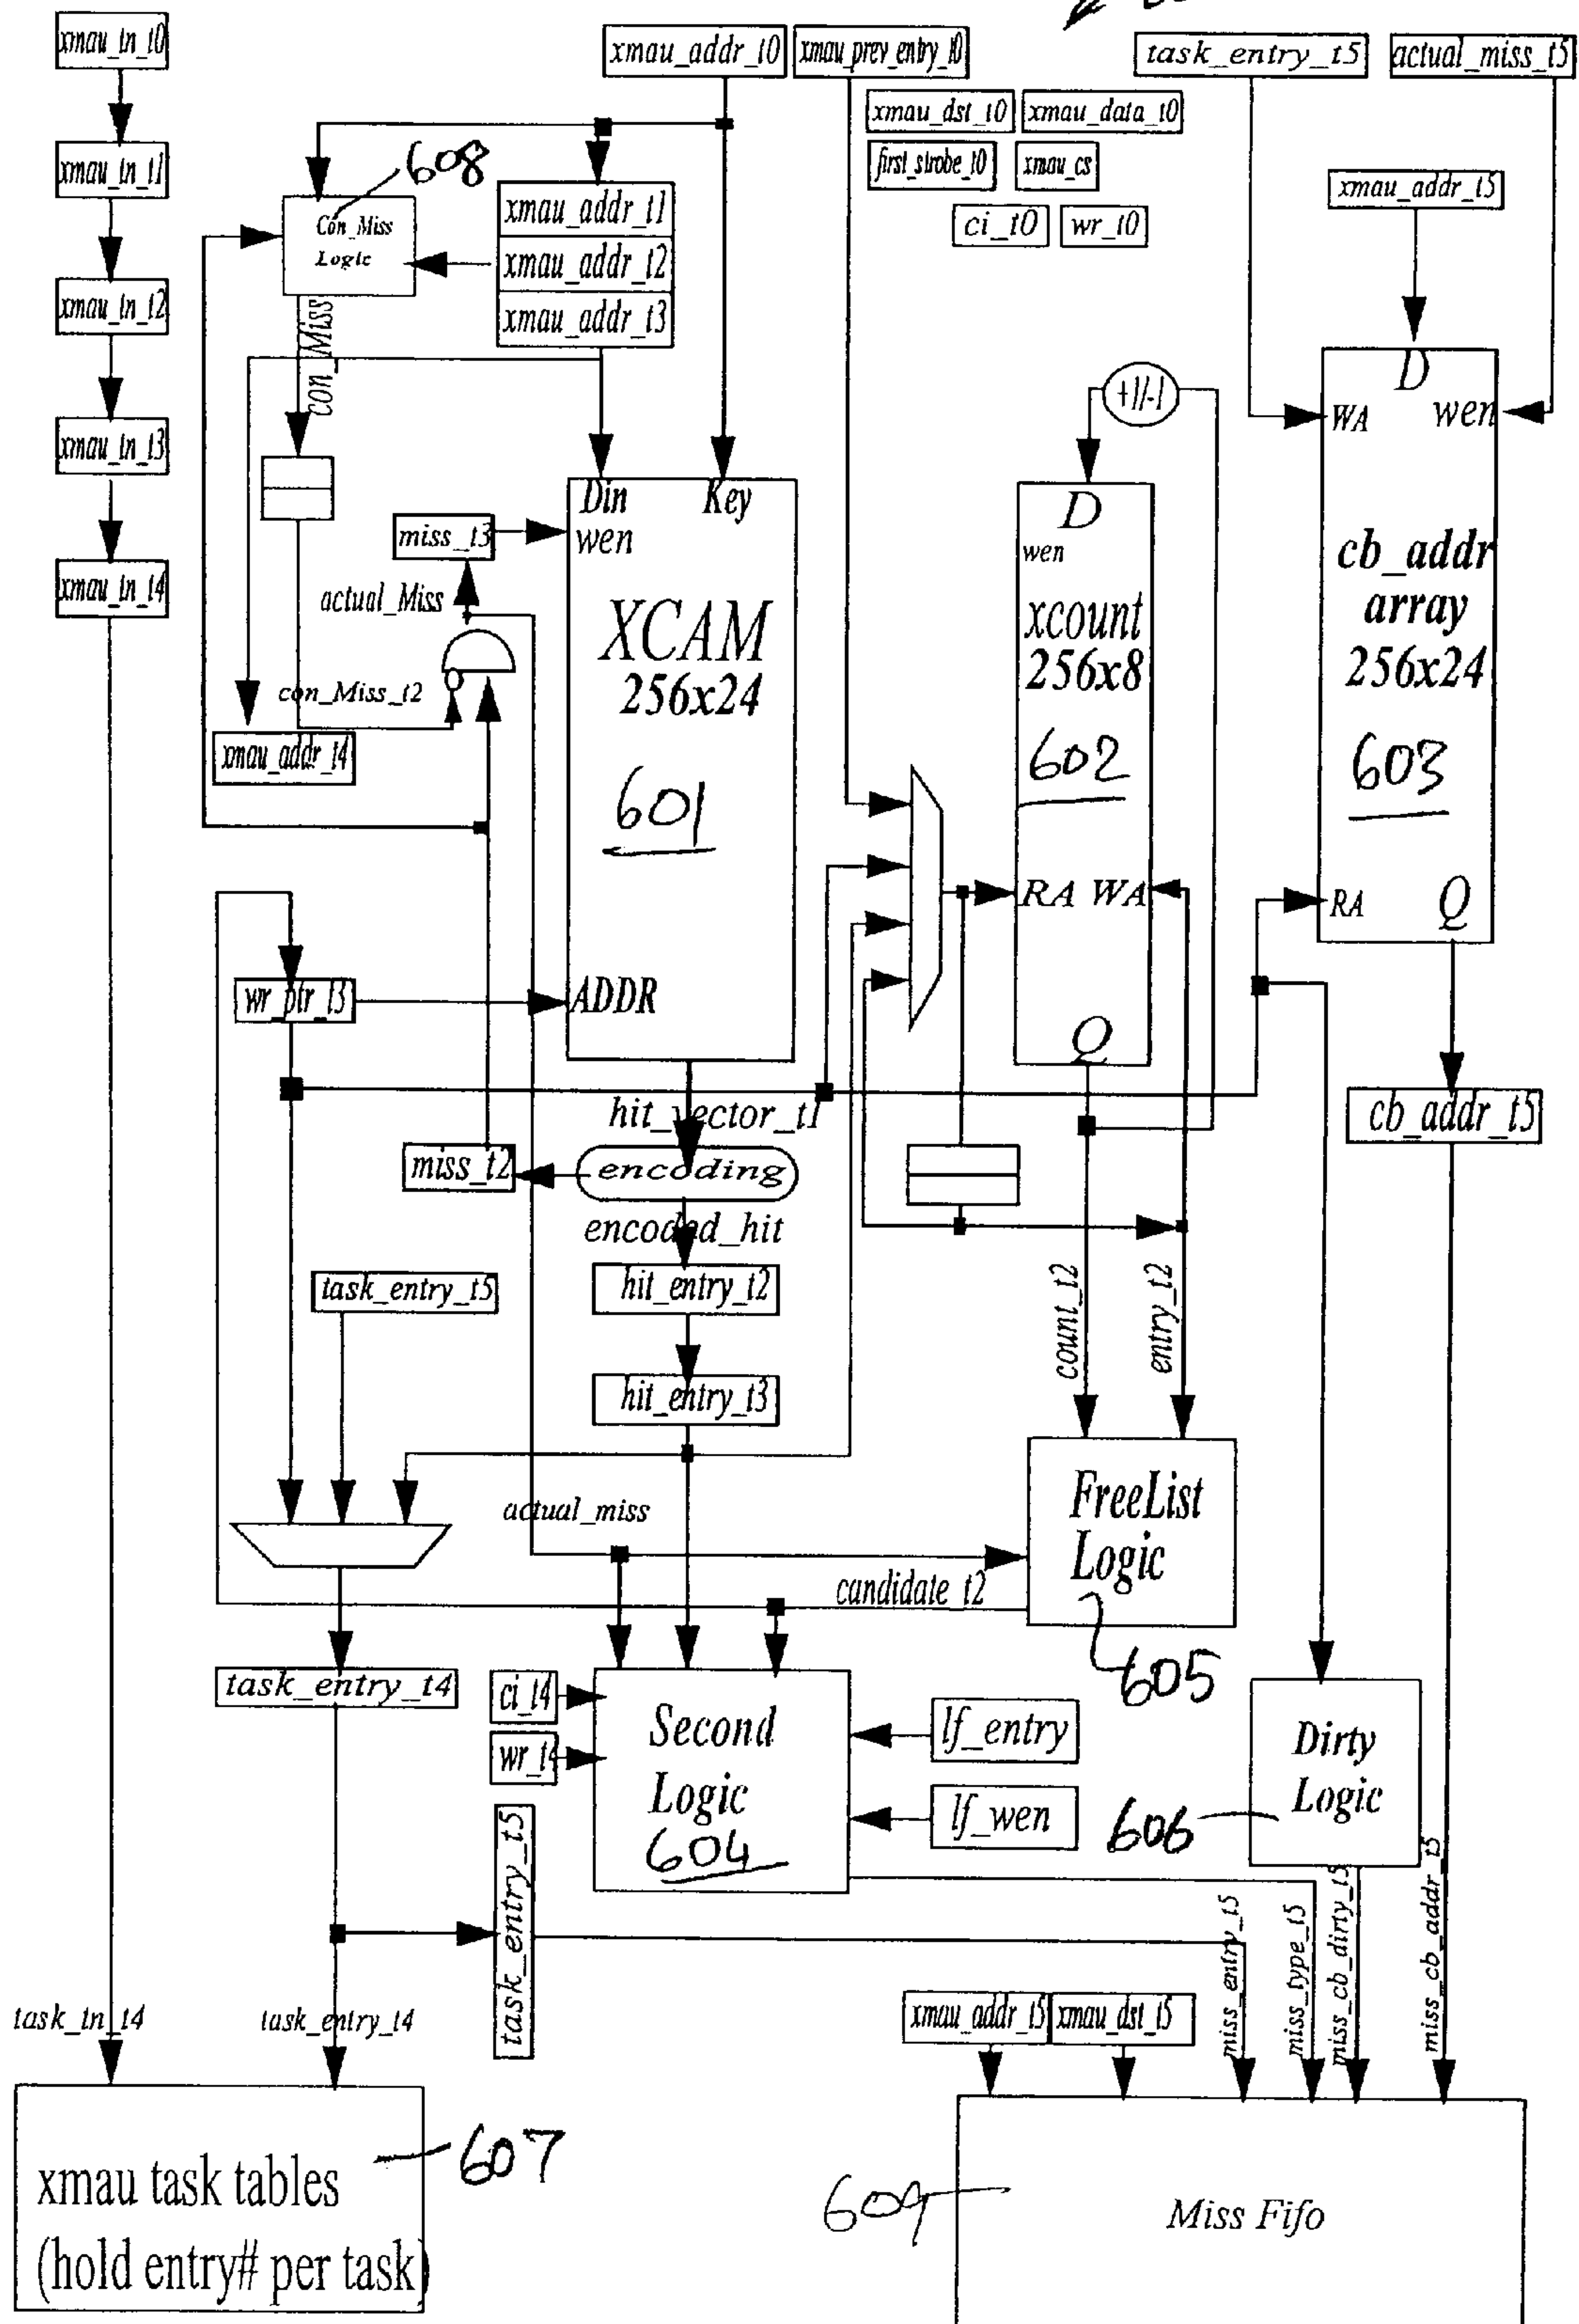 xmau_tn_t0
xmau_addr_t0
xmau_prev_entry_t0
task_entry_t5
actual_miss_t5
xmau_dst_t0
xmau_data_t0
xmau_tn_t1
608
first_strobe_t0
xmau_cs
xmau_addr_t5
Con_Miss
Logic
xmau_addr_t1
xmau_addr_t2
xmau_addr_t3
ci_t0
wr_t0
xmau_tn_t2
con_Miss
+1/-1
D
WA
wen
xmau_tn_t3
Din
Key
wen
miss_t3
D
wen
cb_addr
array
256x24
603
xmau_tn_t4
actual_Miss
XCAM
256x24
601
xcount
256x8
602
con_Miss_t2
xmau_addr_t4
RA
WA
RA
Q
wr_ptr_t3
ADDR
Q
hit_vector_t1
cb_addr_t5
miss_t2
encoding
encoded_hit
task_entry_t5
hit_entry_t2
count_t2
entry_t2
hit_entry_t3
actual_miss
FreeList
Logic
candidate_t2
605
task_entry_t4
ci_t4
wr_t4
Second
Logic
604
lf_entry
lf_wen
Dirty
Logic
606
task_entry_t5
miss_entry_t5
miss_type_t5
miss_cb_dirty_t5
miss_cb_addr_t5
task_tn_t4
task_entry_t4
xmau_addr_t5
xmau_dst_t5
xmau task tables
(hold entry# per task)
607
609
Miss Fifo